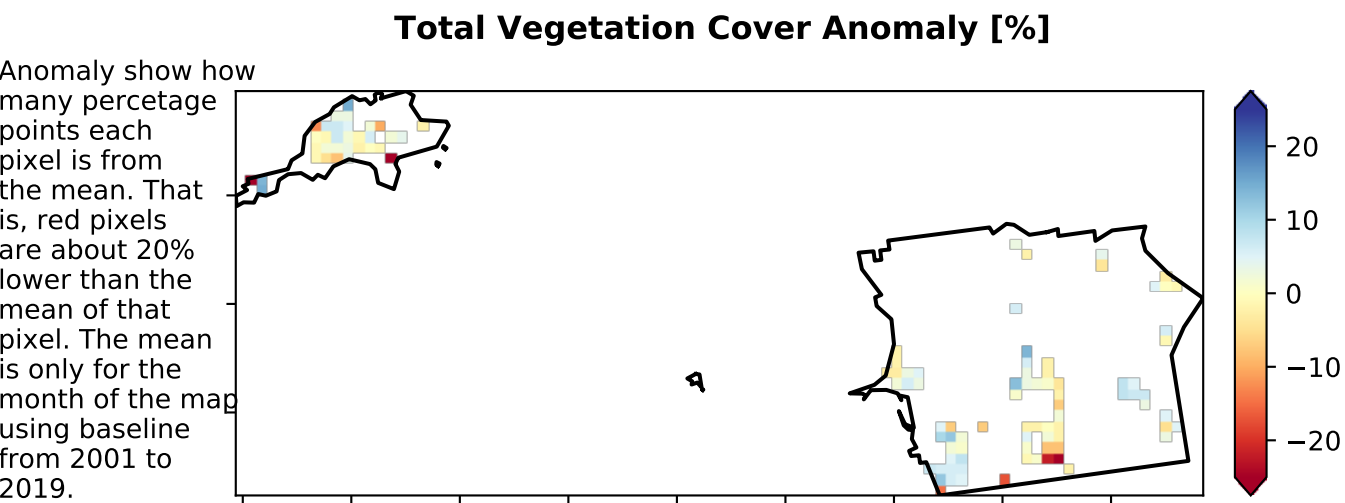 Total Vegetation Cover Anomaly [%]
Anomaly show how
many percetage
points each
pixel is from
the mean. That
is, red pixels
are about 20%
lower than the
mean of that
pixel. The mean
is only for the
month of the map
using baseline
from 2001 to
2019.
20
10
0
−10
−20